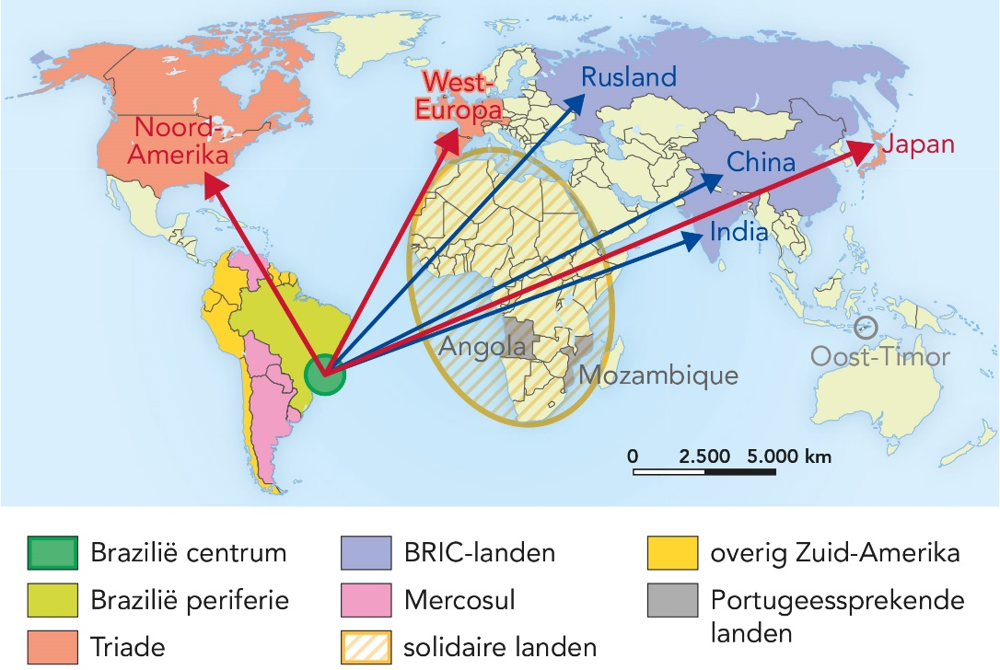 Noord-
Amerika
West-
Europa
Rusland
China
Japan
India
Angola
Mozambique
Oost-Timor
0 2.500 5.000 km
Brazilië centrum
Brazilië periferie
Triade
BRIC-landen
Mercosul
solidaire landen
overig Zuid-Amerika
Portugeessprekende
landen